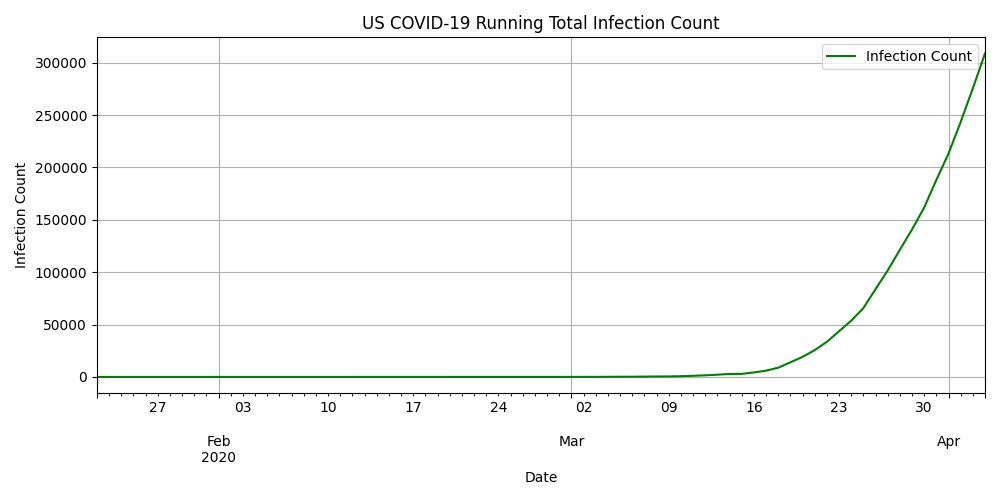 US COVID-19 Running Total Infection Count
Infection Count
300000
250000
200000
150000
100000
50000
0
Infection Count
27 03 10 17 24 02 09 16 23 30
Feb Mar Apr
2020
Date